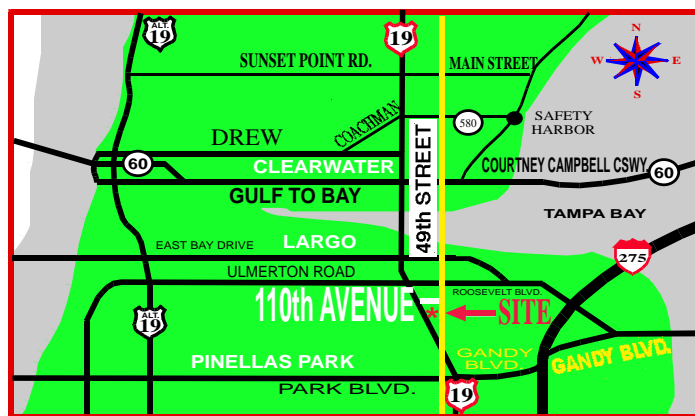 ALT.
19
19
N
W E
S
SUNSET POINT RD.
MAIN STREET
COACHMAN
580
SAFETY
HARBOR
DREW
49th STREET
60
CLEARWATER
COURTNEY CAMPBELL CSWY.
60
GULF TO BAY
TAMPA BAY
EAST BAY DRIVE
LARGO
275
ULMERTON ROAD
ROOSEVELT BLVD.
110th AVENUE
* SITE
ALT.
19
PINELLAS PARK
GANDY
BLVD.
GANDY BLVD.
PARK BLVD.
19